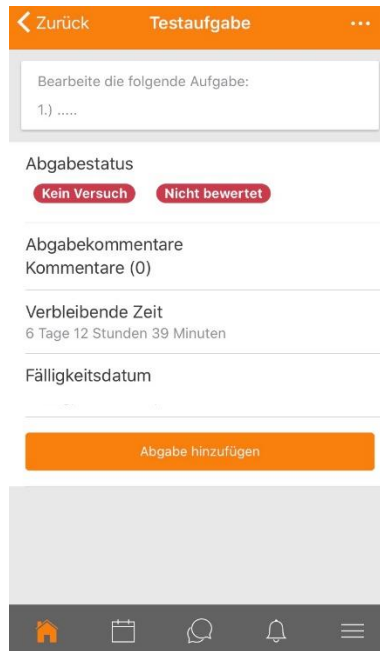 Zurück Testaufgabe ...
Bearbeite die folgende Aufgabe:
1.) .....
Abgabestatus
Kein Versuch Nicht bewertet
Abgabekommentare
Kommentare (0)
Verbleibende Zeit
6 Tage 12 Stunden 39 Minuten
Fälligkeitsdatum
Abgabe hinzufügen